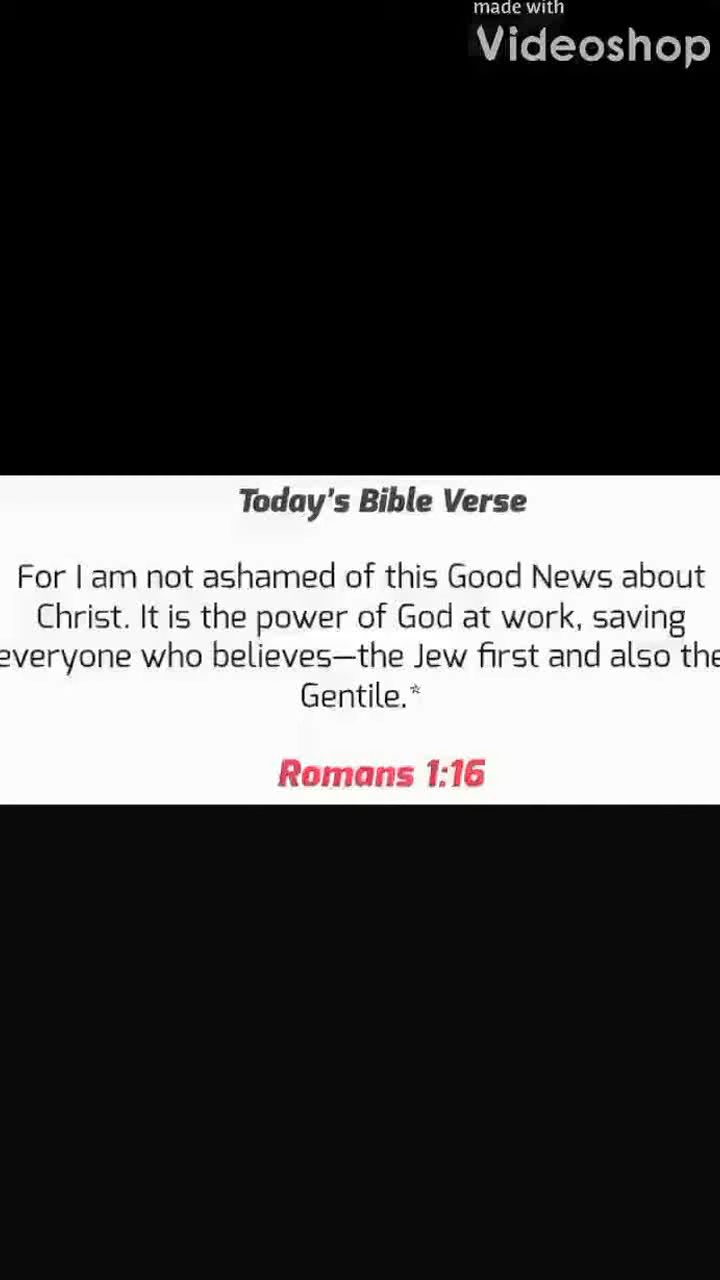 made with
Videoshop
Today's Bible Verse
For I am not ashamed of this Good News about
Christ. It is the power of God at work, saving
everyone who believes—the Jew first and also the
Gentile.*
Romans 1:16